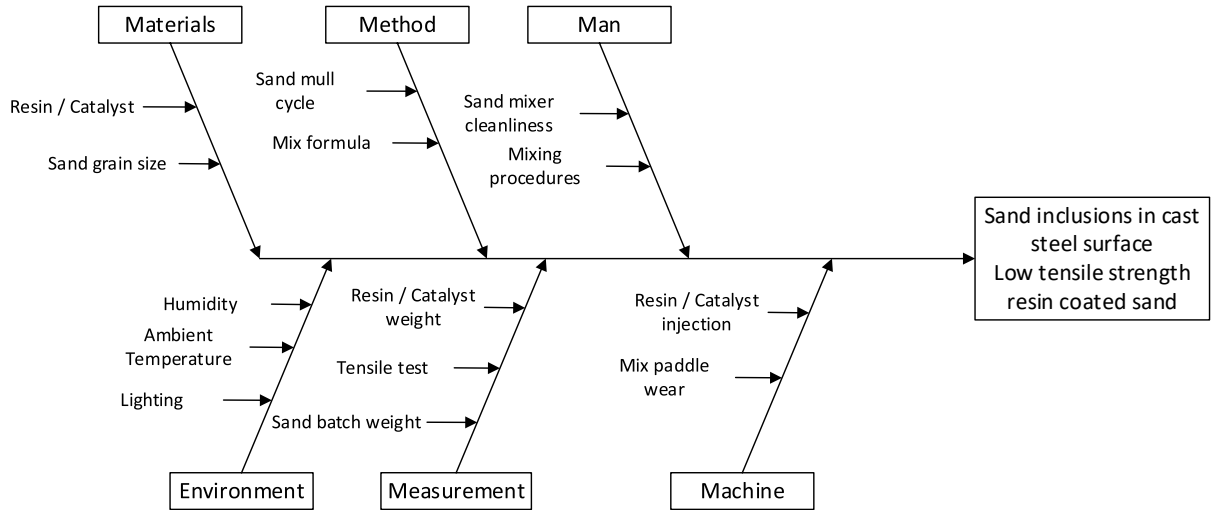 Materials
Method
Man
Resin / Catalyst
Sand grain size
Sand mull
cycle
Mix formula
Sand mixer
cleanliness
Mixing
procedures
Sand inclusions in cast
steel surface
Low tensile strength
resin coated sand
Humidity
Ambient
Temperature
Lighting
Resin / Catalyst
weight
Tensile test
Sand batch weight
Resin / Catalyst
injection
Mix paddle
wear
Environment
Measurement
Machine